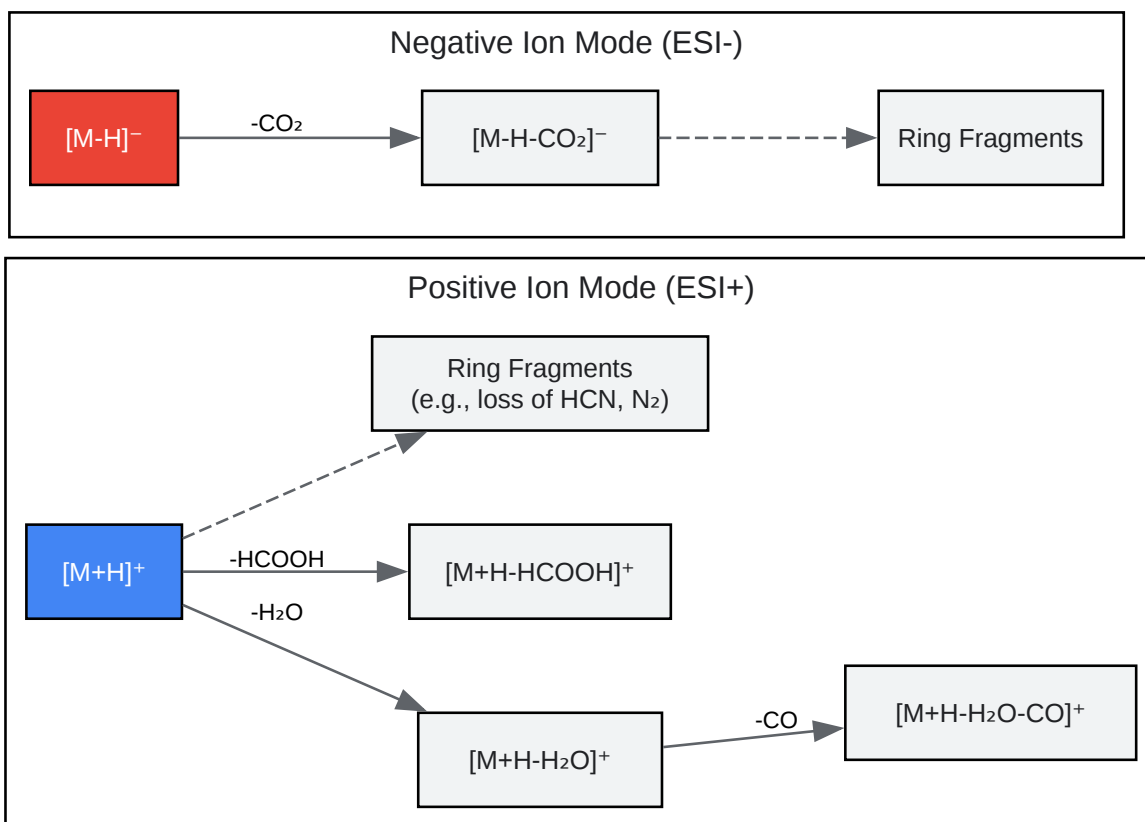 Negative Ion Mode (ESI-)
[M-H]⁻
-CO₂
[M-H-CO₂]⁻
Ring Fragments
Positive Ion Mode (ESI+)
Ring Fragments
(e.g., loss of HCN, N₂)
[M+H]⁺
-HCOOH
[M+H-HCOOH]⁺
-H₂O
[M+H-H₂O]⁺
-CO
[M+H-H₂O-CO]⁺